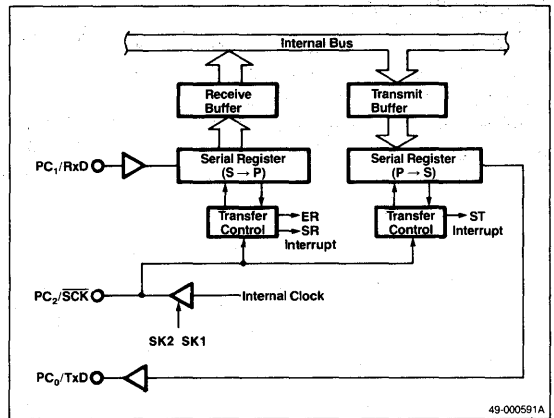 Internal Bus
Receive
Buffer
Transmit
Buffer
PC₁/RxD
Serial Register
(S → P)
Serial Register
(P → S)
Transfer
Control
ER
SR
Interrupt
Transfer
Control
ST
Interrupt
PC₂/S̅C̅K̅
Internal Clock
SK2 SK1
PC₀/TxD
49-000591A